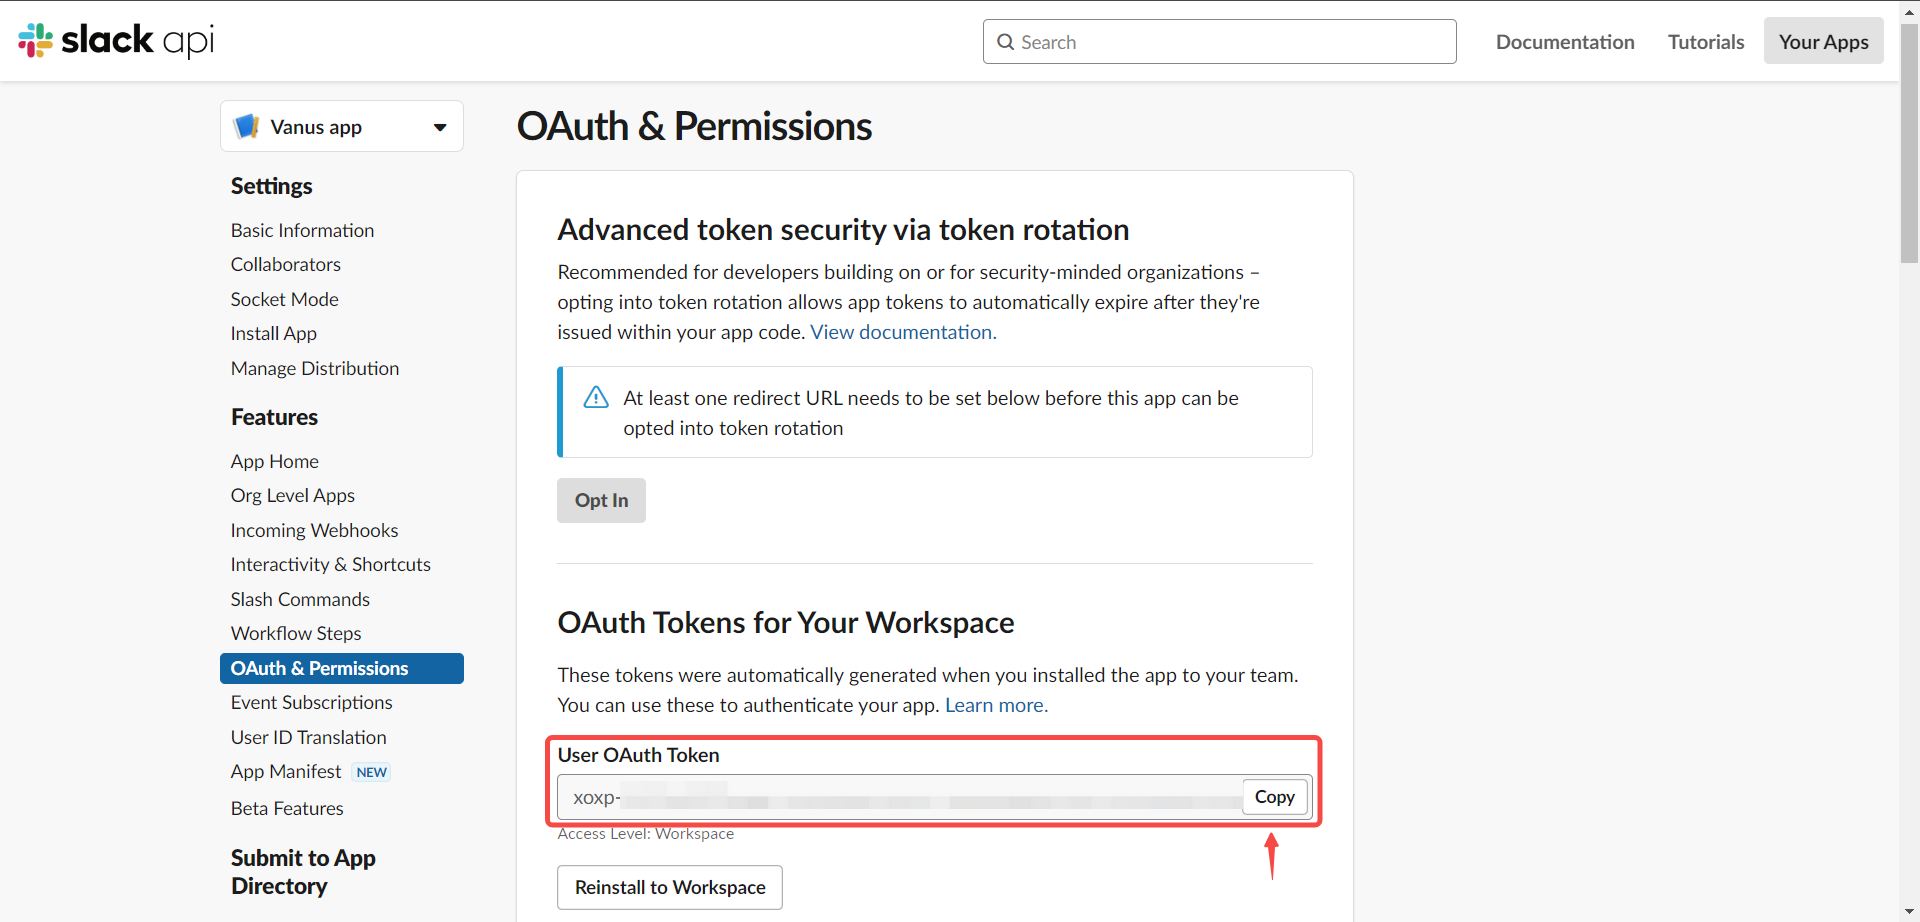 slack api
Search
Documentation
Tutorials
Your Apps
Vanus app
Settings
Basic Information
Collaborators
Socket Mode
Install App
Manage Distribution
Features
App Home
Org Level Apps
Incoming Webhooks
Interactivity & Shortcuts
Slash Commands
Workflow Steps
OAuth & Permissions
Event Subscriptions
User ID Translation
App Manifest NEW
Beta Features
Submit to App
Directory
OAuth & Permissions
Advanced token security via token rotation
Recommended for developers building on or for security-minded organizations –
opting into token rotation allows app tokens to automatically expire after they're
issued within your app code. View documentation.
At least one redirect URL needs to be set below before this app can be
opted into token rotation
Opt In
OAuth Tokens for Your Workspace
These tokens were automatically generated when you installed the app to your team.
You can use these to authenticate your app. Learn more.
User OAuth Token
xoxp-
Copy
Access Level: Workspace
Reinstall to Workspace